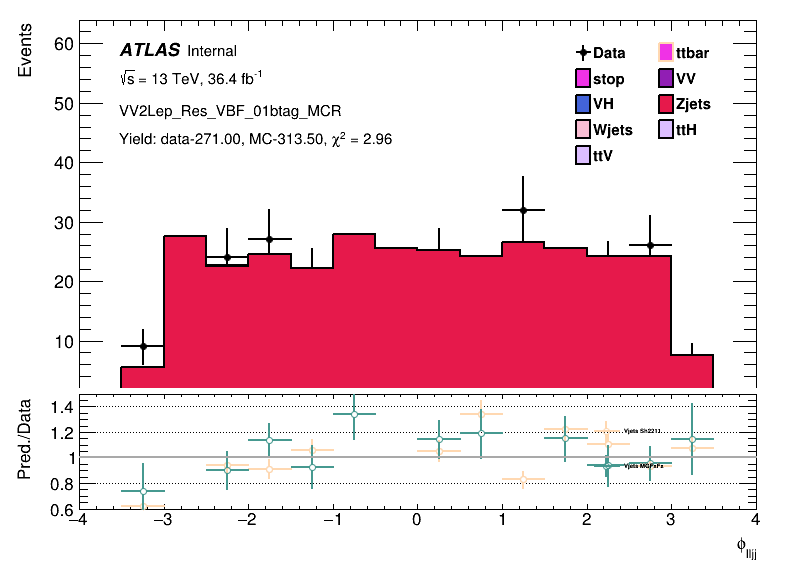 Events
60
50
40
30
20
10
ATLAS Internal
√s = 13 TeV, 36.4 fb⁻¹
VV2Lep_Res_VBF_01btag_MCR
Yield: data-271.00, MC-313.50, χ² = 2.96
Data ttbar
stop VV
VH Zjets
Wjets ttH
ttV
Pred./Data
1.4
1.2
1
0.8
0.6
Vjets Sh2211
Vjets MGPaPa
−4 −3 −2 −1 0 1 2 3 4
ϕlljj